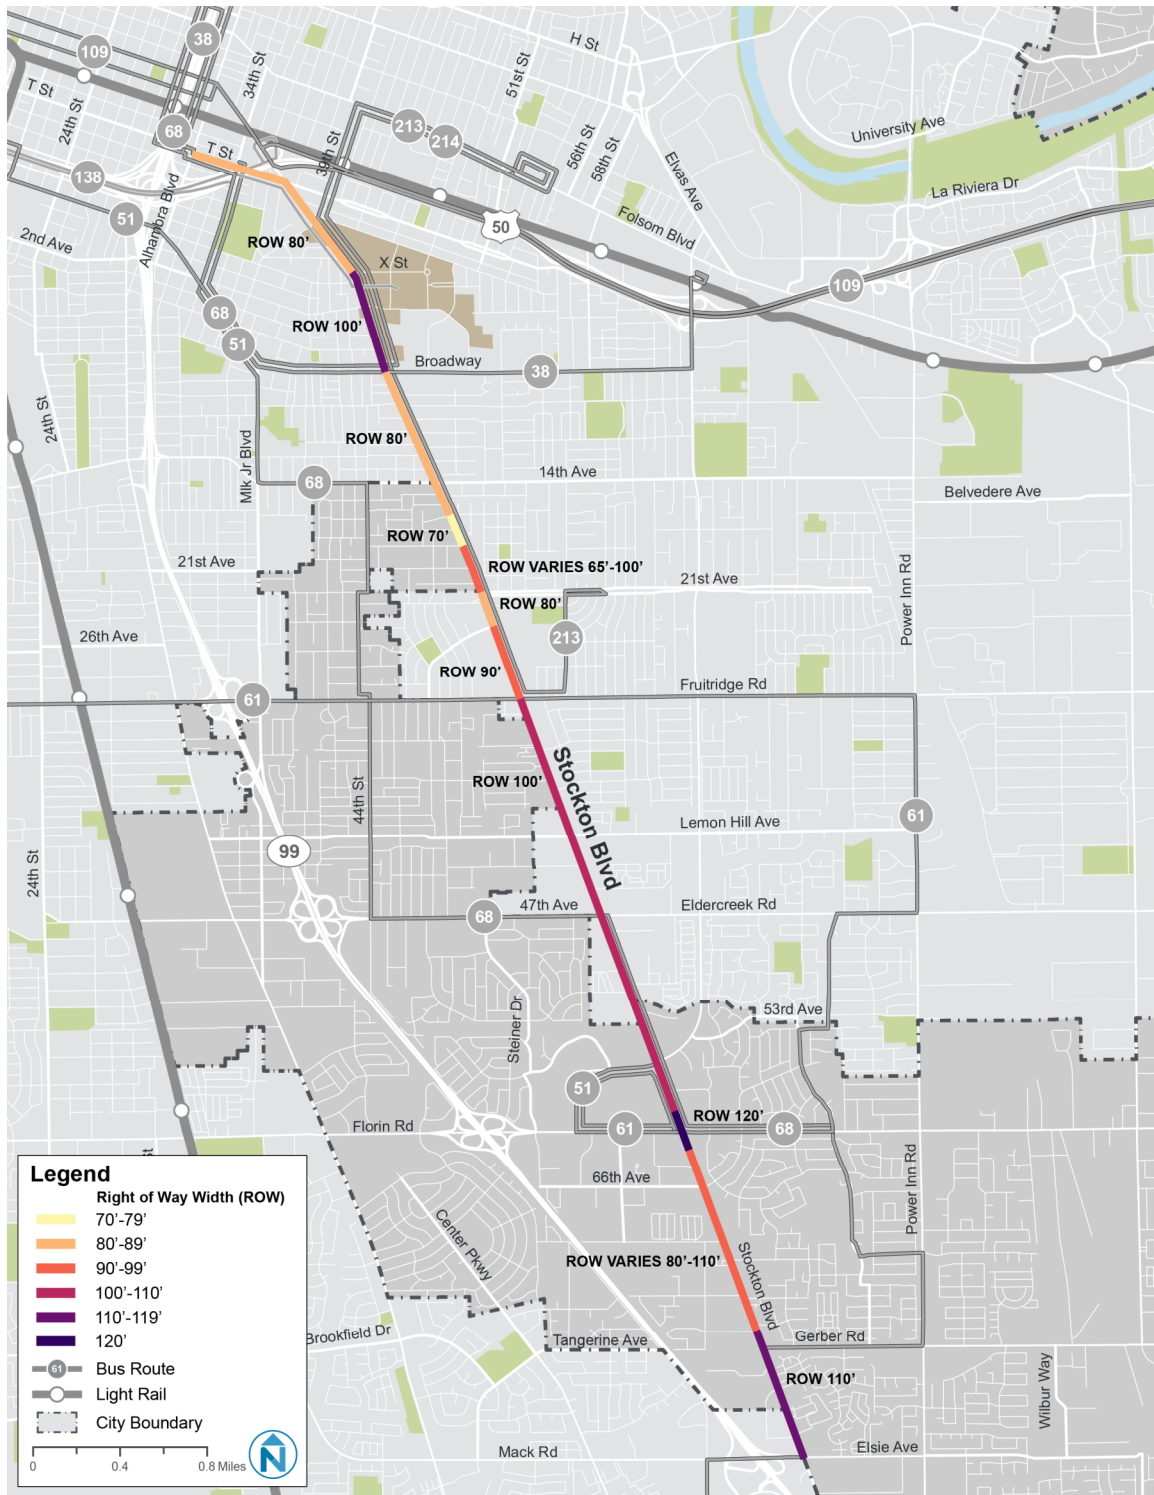 H St
38
109
34th St
51st St
T St
24th St
213
214
University Ave
68
T St
39th St
56th St
58th St
Elvas Ave
138
La Riviera Dr
Alhambra Blvd
51
50
Folsom Blvd
2nd Ave
ROW 80'
X St
109
68
ROW 100'
51
Broadway
38
24th St
ROW 80'
Mlk Jr Blvd
14th Ave
68
Belvedere Ave
ROW 70'
21st Ave
ROW VARIES 65'-100'
21st Ave
Power Inn Rd
ROW 80'
26th Ave
213
ROW 90'
Fruitridge Rd
61
Stockton Blvd
ROW 100'
44th St
Lemon Hill Ave
61
99
24th St
47th Ave
Eldercreek Rd
68
53rd Ave
Steiner Dr
51
ROW 120'
Florin Rd
61
68
66th Ave
Power Inn Rd
Center Pkwy
ROW VARIES 80'-110'
Stockton Blvd
Brookfield Dr
Tangerine Ave
Gerber Rd
ROW 110'
Wilbur Way
Mack Rd
Elsie Ave
st
Legend
Right of Way Width (ROW)
70'-79'
80'-89'
90'-99'
100'-110'
110'-119'
120'
61 Bus Route
Light Rail
City Boundary
0 0.4 0.8 Miles
N